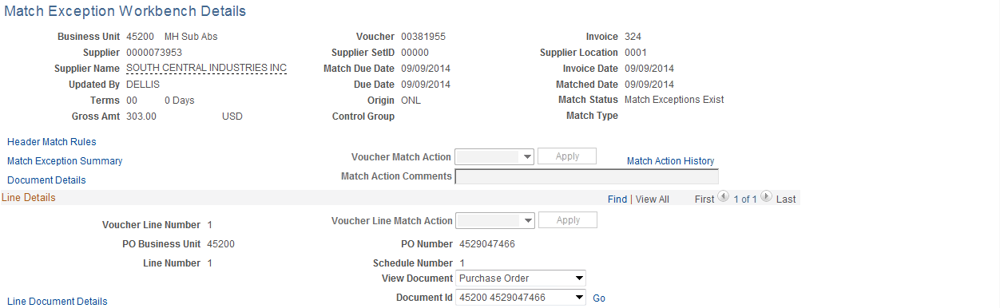 Match Exception Workbench Details
Business Unit 45200 MH Sub Abs Voucher 00381955 Invoice 324
Supplier 0000073953 Supplier SetID 00000 Supplier Location 0001
Supplier Name SOUTH CENTRAL INDUSTRIES INC Match Due Date 09/09/2014 Invoice Date 09/09/2014
Updated By DELLIS Due Date 09/09/2014 Matched Date 09/09/2014
Terms 00 0 Days Origin ONL Match Status Match Exceptions Exist
Gross Amt 303.00 USD Control Group Match Type
Header Match Rules
Match Exception Summary Voucher Match Action Apply Match Action History
Document Details Match Action Comments
Line Details Find | View All First 1 of 1 Last
Voucher Line Number 1 Voucher Line Match Action Apply
PO Business Unit 45200 PO Number 4529047466
Line Number 1 Schedule Number 1
View Document Purchase Order
Line Document Details Document Id 45200 4529047466 Go